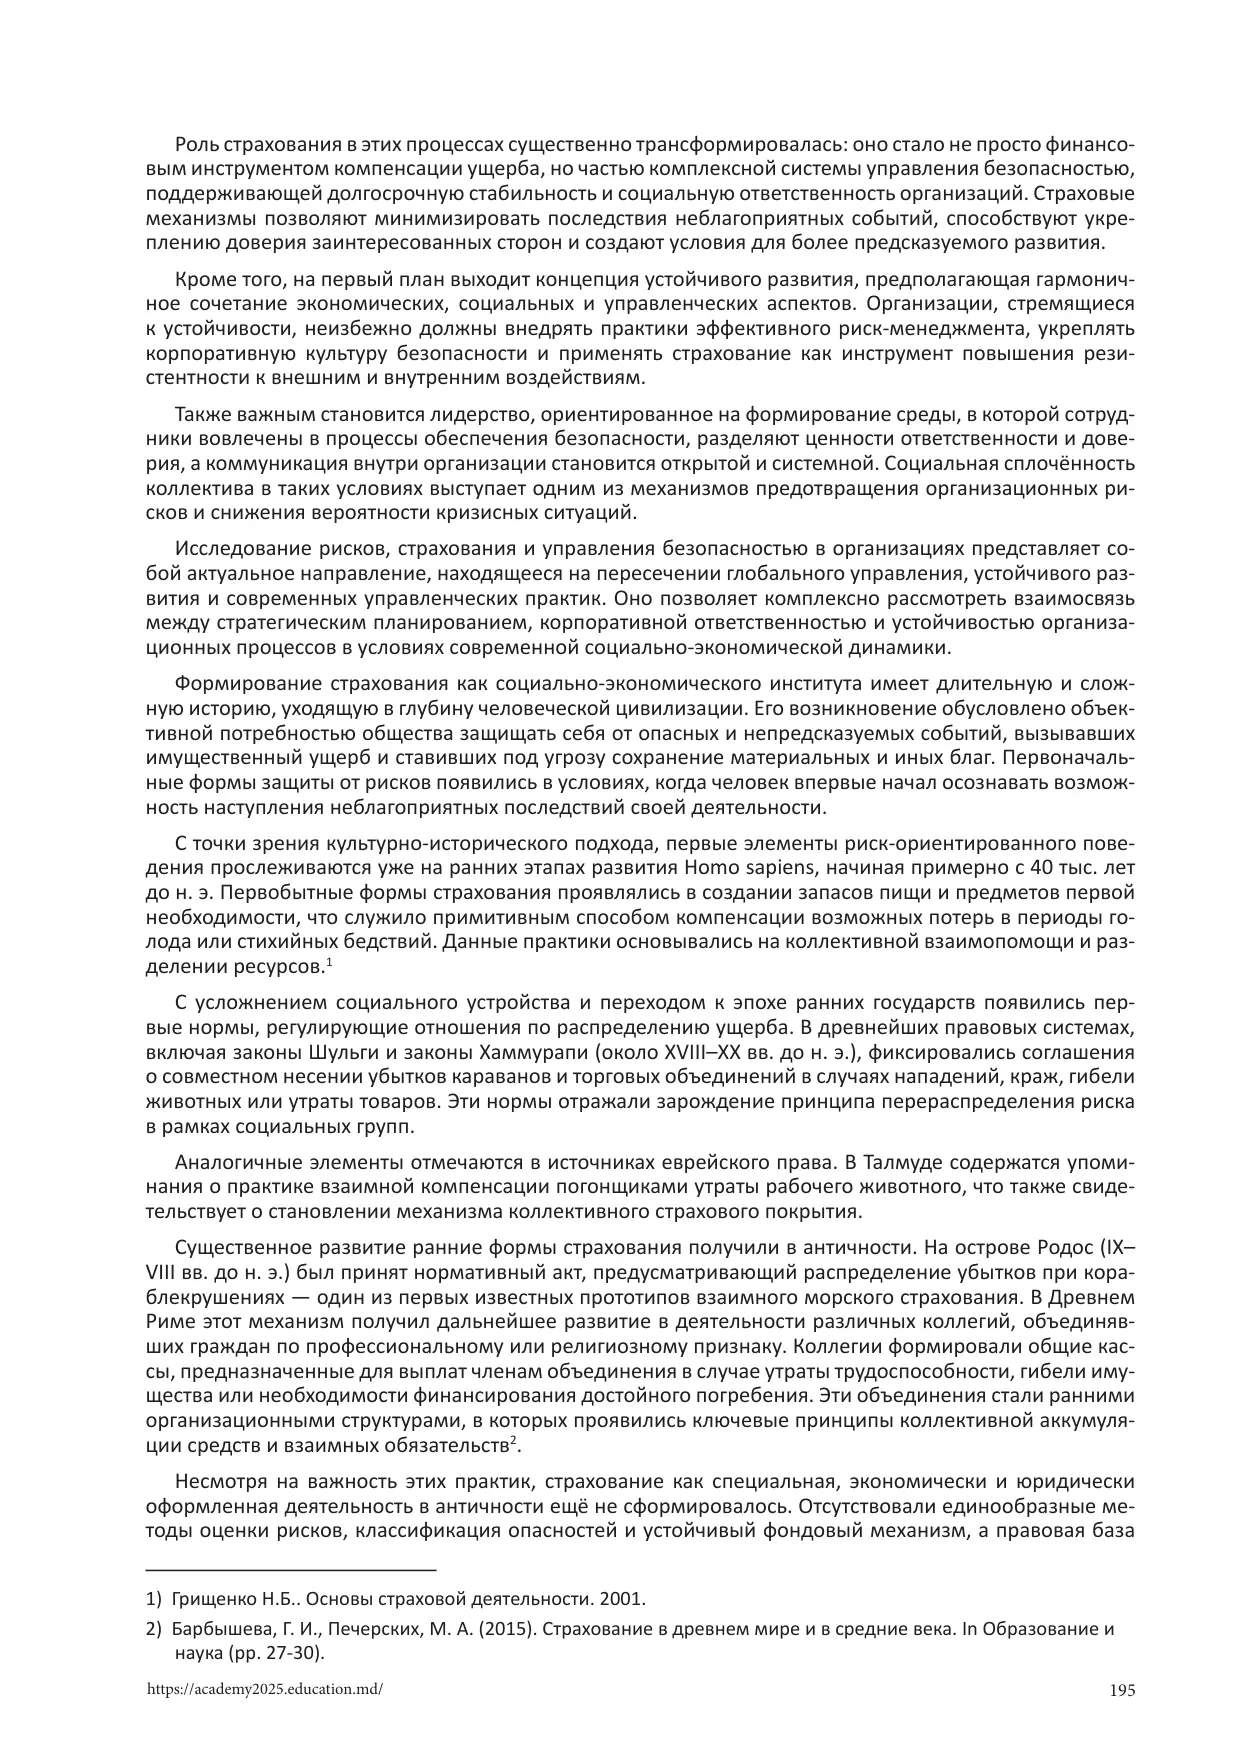 Роль страхования в этих процессах существенно трансформировалась: оно стало не просто финансо-
вым инструментом компенсации ущерба, но частью комплексной системы управления безопасностью,
поддерживающей долгосрочную стабильность и социальную ответственность организаций. Страховые
механизмы позволяют минимизировать последствия неблагоприятных событий, способствуют укре-
плению доверия заинтересованных сторон и создают условия для более предсказуемого развития.
Кроме того, на первый план выходит концепция устойчивого развития, предполагающая гармонич-
ное сочетание экономических, социальных и управленческих аспектов. Организации, стремящиеся
к устойчивости, неизбежно должны внедрять практики эффективного риск-менеджмента, укреплять
корпоративную культуру безопасности и применять страхование как инструмент повышения рези-
стентности к внешним и внутренним воздействиям.
Также важным становится лидерство, ориентированное на формирование среды, в которой сотруд-
ники вовлечены в процессы обеспечения безопасности, разделяют ценности ответственности и дове-
рия, а коммуникация внутри организации становится открытой и системной. Социальная сплочённость
коллектива в таких условиях выступает одним из механизмов предотвращения организационных ри-
сков и снижения вероятности кризисных ситуаций.
Исследование рисков, страхования и управления безопасностью в организациях представляет со-
бой актуальное направление, находящееся на пересечении глобального управления, устойчивого раз-
вития и современных управленческих практик. Оно позволяет комплексно рассмотреть взаимосвязь
между стратегическим планированием, корпоративной ответственностью и устойчивостью организа-
ционных процессов в условиях современной социально-экономической динамики.
Формирование страхования как социально-экономического института имеет длительную и слож-
ную историю, уходящую в глубину человеческой цивилизации. Его возникновение обусловлено объек-
тивной потребностью общества защищать себя от опасных и непредсказуемых событий, вызывавших
имущественный ущерб и ставивших под угрозу сохранение материальных и иных благ. Первоначаль-
ные формы защиты от рисков появились в условиях, когда человек впервые начал осознавать возмож-
ность наступления неблагоприятных последствий своей деятельности.
С точки зрения культурно-исторического подхода, первые элементы риск-ориентированного пове-
дения прослеживаются уже на ранних этапах развития Homo sapiens, начиная примерно с 40 тыс. лет
до н. э. Первобытные формы страхования проявлялись в создании запасов пищи и предметов первой
необходимости, что служило примитивным способом компенсации возможных потерь в периоды го-
лода или стихийных бедствий. Данные практики основывались на коллективной взаимопомощи и раз-
делении ресурсов.1
С усложнением социального устройства и переходом к эпохе ранних государств появились пер-
вые нормы, регулирующие отношения по распределению ущерба. В древнейших правовых системах,
включая законы Шульги и законы Хаммурапи (около XVIII–XX вв. до н. э.), фиксировались соглашения
о совместном несении убытков караванов и торговых объединений в случаях нападений, краж, гибели
животных или утраты товаров. Эти нормы отражали зарождение принципа перераспределения риска
в рамках социальных групп.
Аналогичные элементы отмечаются в источниках еврейского права. В Талмуде содержатся упоми-
нания о практике взаимной компенсации погонщиками утраты рабочего животного, что также свиде-
тельствует о становлении механизма коллективного страхового покрытия.
Существенное развитие ранние формы страхования получили в античности. На острове Родос (IX–
VIII вв. до н. э.) был принят нормативный акт, предусматривающий распределение убытков при кора-
блекрушениях — один из первых известных прототипов взаимного морского страхования. В Древнем
Риме этот механизм получил дальнейшее развитие в деятельности различных коллегий, объединяв-
ших граждан по профессиональному или религиозному признаку. Коллегии формировали общие кас-
сы, предназначенные для выплат членам объединения в случае утраты трудоспособности, гибели иму-
щества или необходимости финансирования достойного погребения. Эти объединения стали ранними
организационными структурами, в которых проявились ключевые принципы коллективной аккумуля-
ции средств и взаимных обязательств2.
Несмотря на важность этих практик, страхование как специальная, экономически и юридически
оформленная деятельность в античности ещё не сформировалось. Отсутствовали единообразные ме-
тоды оценки рисков, классификация опасностей и устойчивый фондовый механизм, а правовая база
1) Грищенко Н.Б.. Основы страховой деятельности. 2001.
2) Барбышева, Г. И., Печерских, М. А. (2015). Страхование в древнем мире и в средние века. In Образование и
наука (pp. 27-30).
https://academy2025.education.md/
195